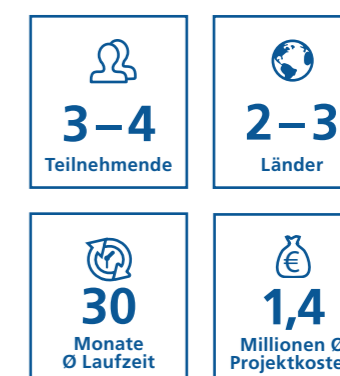 3–4
Teilnehmende
2–3
Länder
30
Monate
Ø Laufzeit
€
1,4
Millionen Ø
Projektkoste